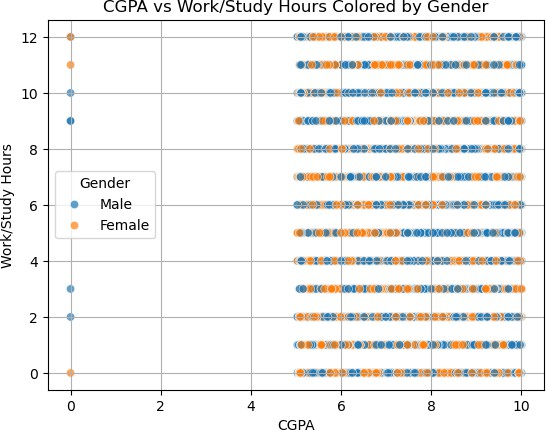 CGPA vs Work/Study Hours Colored by Gender
Work/Study Hours
12
10
8
6
4
2
0
Gender
Male
Female
0 2 4 6 8 10
CGPA